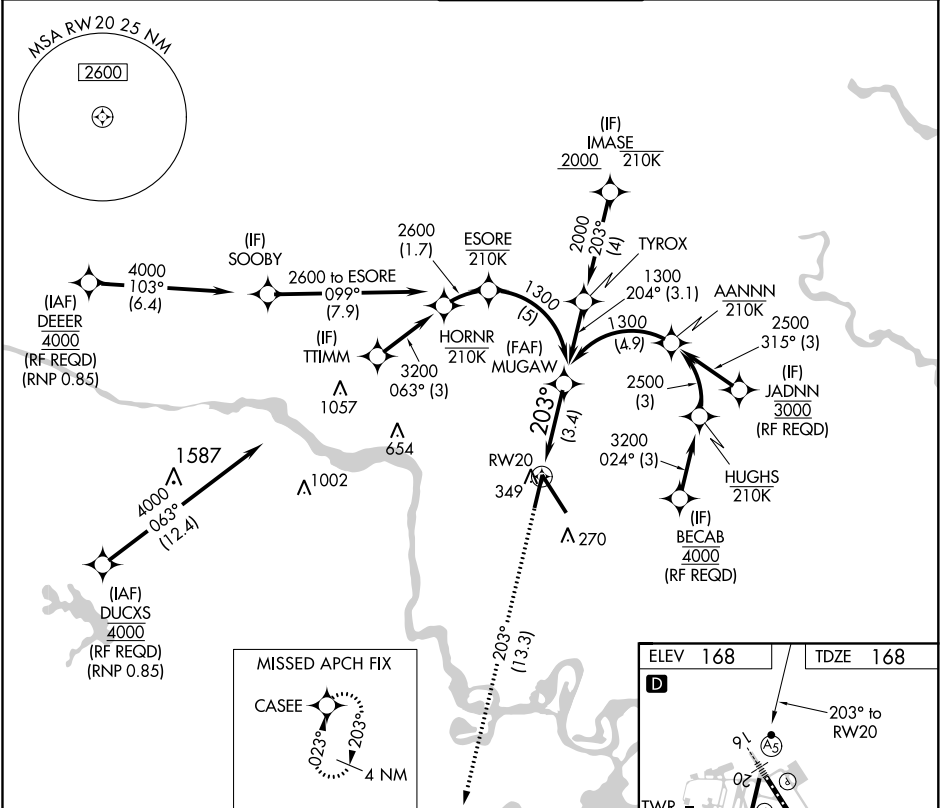 MSA RW20 25 NM
2600
(IF)
IMASE
2000 210K
2000
203°
(4)
TYROX
1300
204° (3.1)
(IF)
SOOBY
2600
(1.7)
ESORE
210K
4000
103°
(6.4)
2600 to ESORE
099°
(7.9)
(IAF)
DEEER
4000
(RF REQD)
(RNP 0.85)
(IF)
TTIMM
HORNR
210K
1300
(5)
3200
063° (3)
(FAF)
MUGAW
1300
(4.9)
AANNN
210K
2500
315° (3)
(IF)
JADNN
3000
(RF REQD)
2500
(3)
HUGHS
210K
3200
024° (3)
(IF)
BECAB
4000
(RF REQD)
1057
654
1587
1002
4000
063°
(12.4)
(IAF)
DUCXS
4000
(RF REQD)
(RNP 0.85)
203°
(3.4)
RW20
349
270
203°
(13.3)
MISSED APCH FIX
CASEE
023°
203°
4 NM
ELEV 168
TDZE 168
D
203° to
RW20
A5
16
20
P
TWR